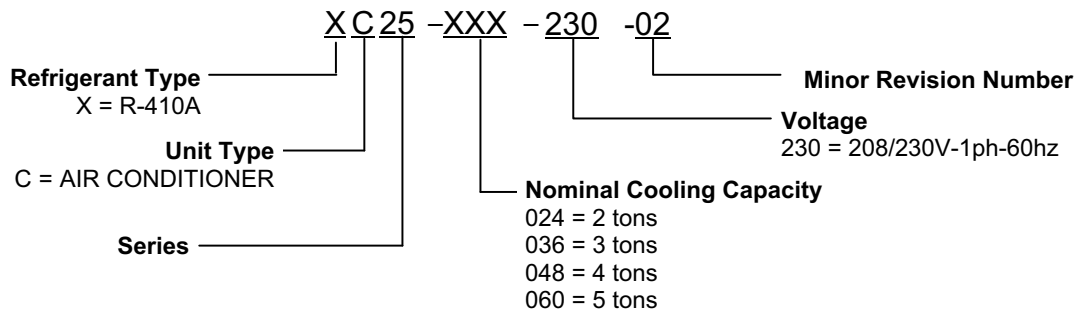 XC25 –XXX – 230 -02
Refrigerant Type
X = R-410A
Unit Type
C = AIR CONDITIONER
Series
Minor Revision Number
Voltage
230 = 208/230V-1ph-60hz
Nominal Cooling Capacity
024 = 2 tons
036 = 3 tons
048 = 4 tons
060 = 5 tons